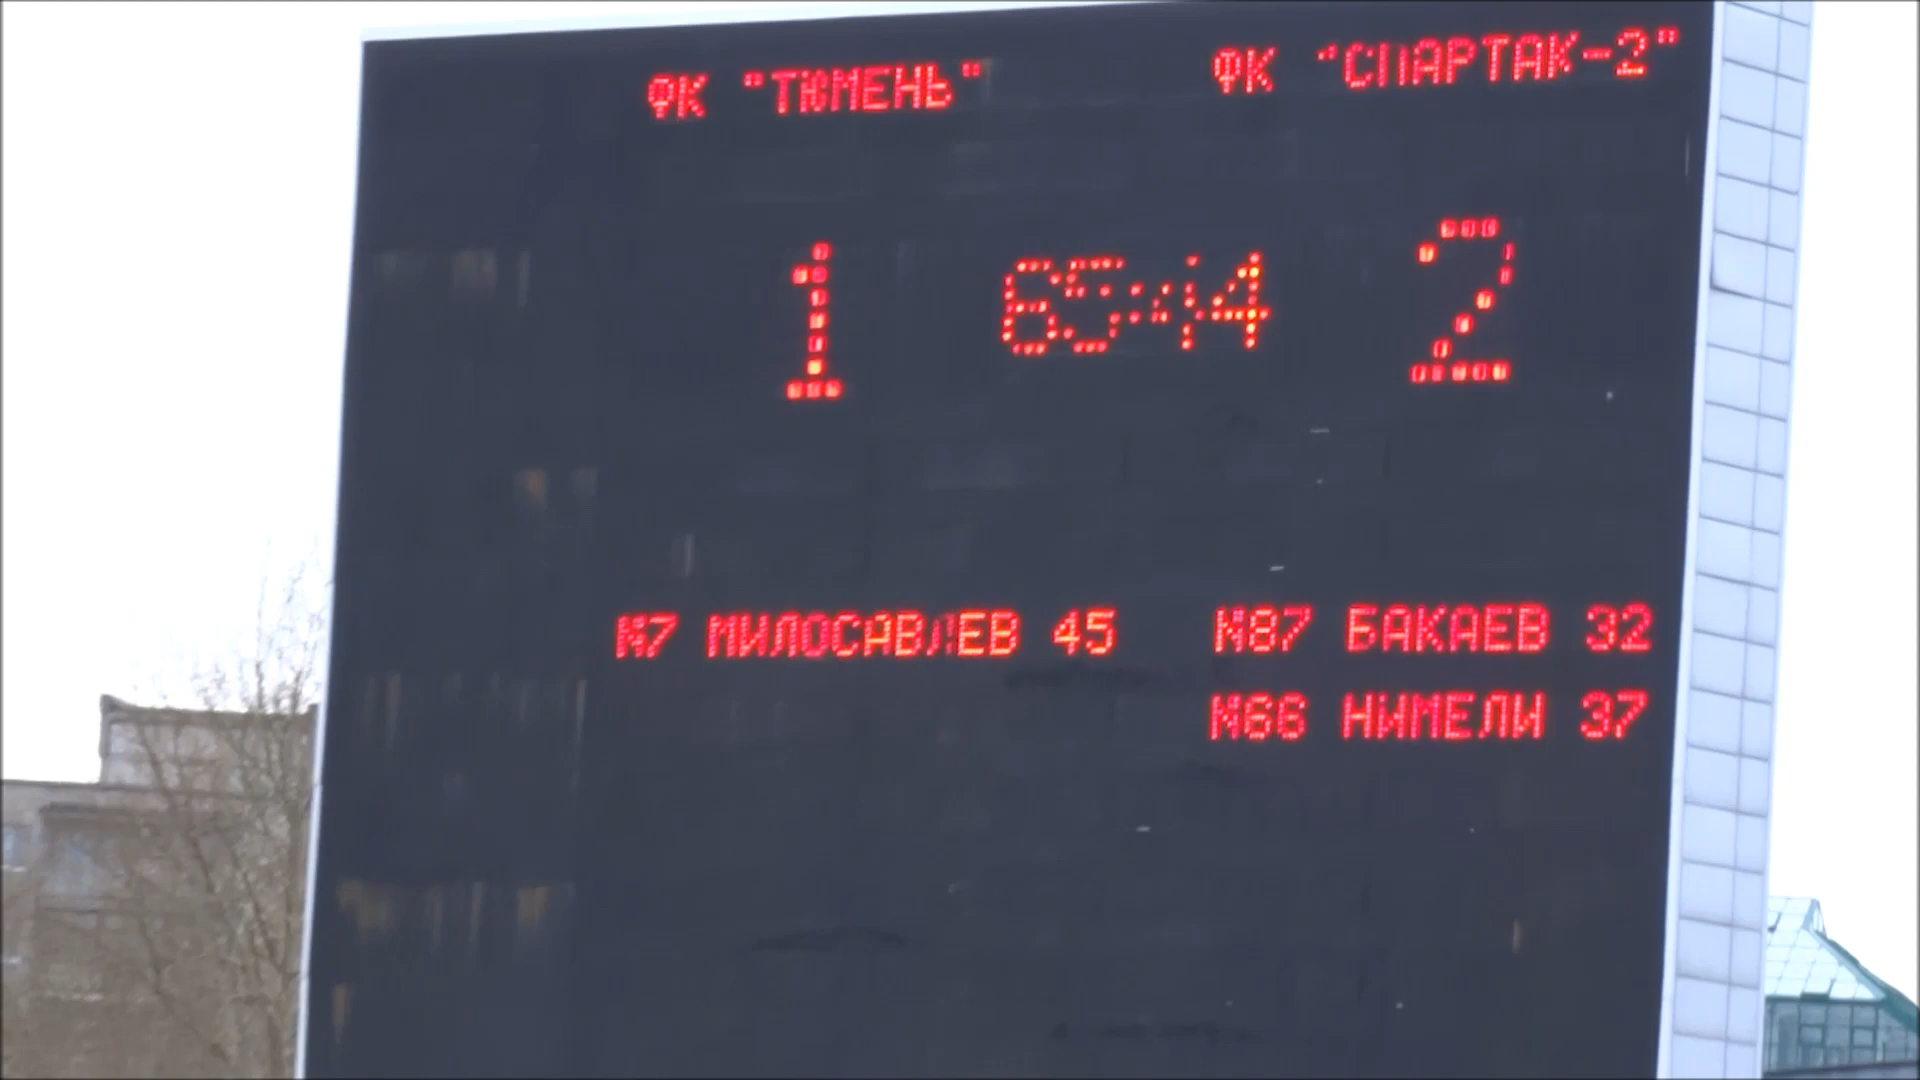 ФК "ТЮМЕНЬ" ФК "СПАРТАК-2"
1 65:44 2
N7 МИЛОСАВЛЕВ 45 N87 БАКАЕВ 32
N66 НИМЕЛИ 37